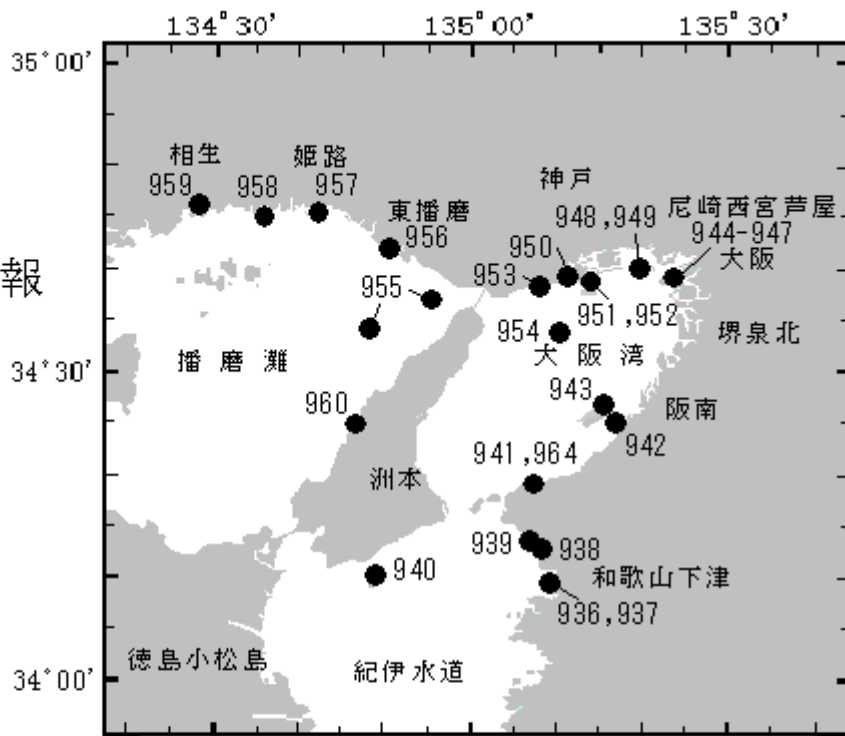 134°30′ 135°00′ 135°30′
35°00′
相生 姫路
959 958 957
神戸
東播磨
956
948,949
尼崎西宮芦屋
944-947
大阪
950
953
報
955
951,952
954
堺泉北
大阪湾
播磨灘
34°30′
943
960
阪南
942
941,964
洲本
939 938
940
和歌山下津
936,937
徳島小松島
紀伊水道
34°00′